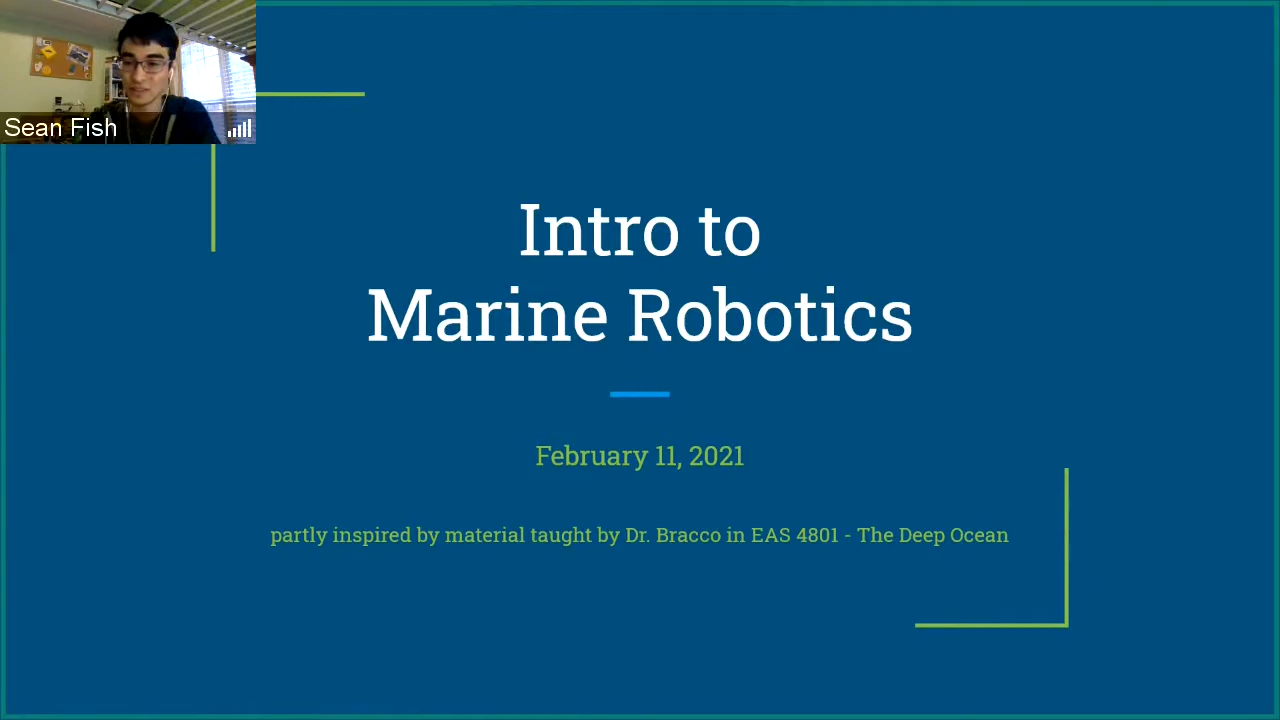 Sean Fish
Intro to
Marine Robotics
February 11, 2021
partly inspired by material taught by Dr. Bracco in EAS 4801 - The Deep Ocean